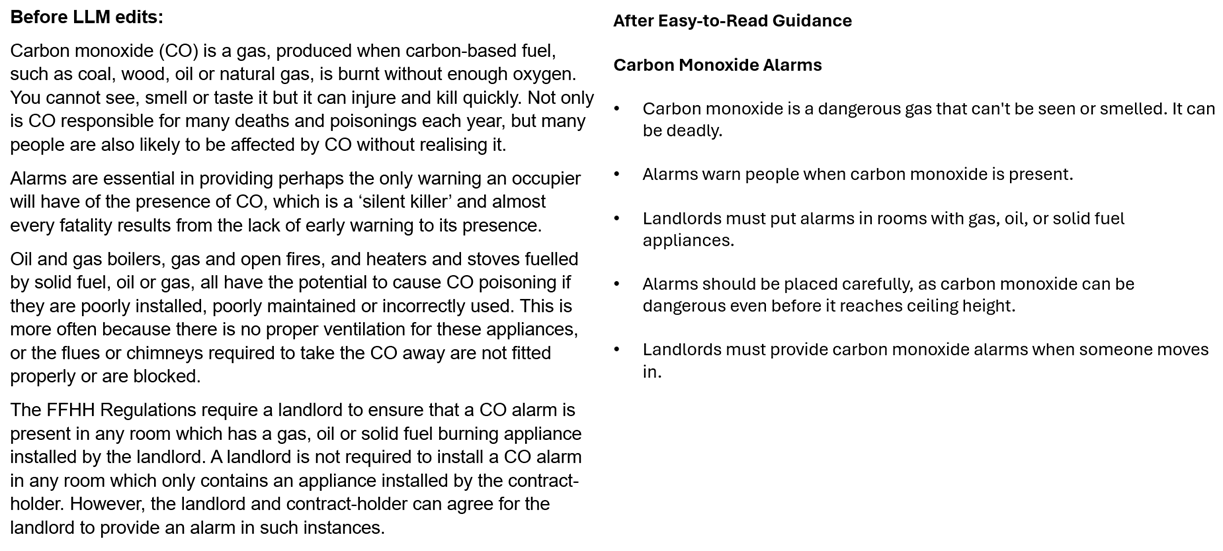 Before LLM edits:
Carbon monoxide (CO) is a gas, produced when carbon-based fuel,
such as coal, wood, oil or natural gas, is burnt without enough oxygen.
You cannot see, smell or taste it but it can injure and kill quickly. Not only
is CO responsible for many deaths and poisonings each year, but many
people are also likely to be affected by CO without realising it.
Alarms are essential in providing perhaps the only warning an occupier
will have of the presence of CO, which is a ‘silent killer’ and almost
every fatality results from the lack of early warning to its presence.
Oil and gas boilers, gas and open fires, and heaters and stoves fuelled
by solid fuel, oil or gas, all have the potential to cause CO poisoning if
they are poorly installed, poorly maintained or incorrectly used. This is
more often because there is no proper ventilation for these appliances,
or the flues or chimneys required to take the CO away are not fitted
properly or are blocked.
The FFHH Regulations require a landlord to ensure that a CO alarm is
present in any room which has a gas, oil or solid fuel burning appliance
installed by the landlord. A landlord is not required to install a CO alarm
in any room which only contains an appliance installed by the contract-
holder. However, the landlord and contract-holder can agree for the
landlord to provide an alarm in such instances.
After Easy-to-Read Guidance
Carbon Monoxide Alarms
• Carbon monoxide is a dangerous gas that can't be seen or smelled. It can
be deadly.
• Alarms warn people when carbon monoxide is present.
• Landlords must put alarms in rooms with gas, oil, or solid fuel
appliances.
• Alarms should be placed carefully, as carbon monoxide can be
dangerous even before it reaches ceiling height.
• Landlords must provide carbon monoxide alarms when someone moves
in.